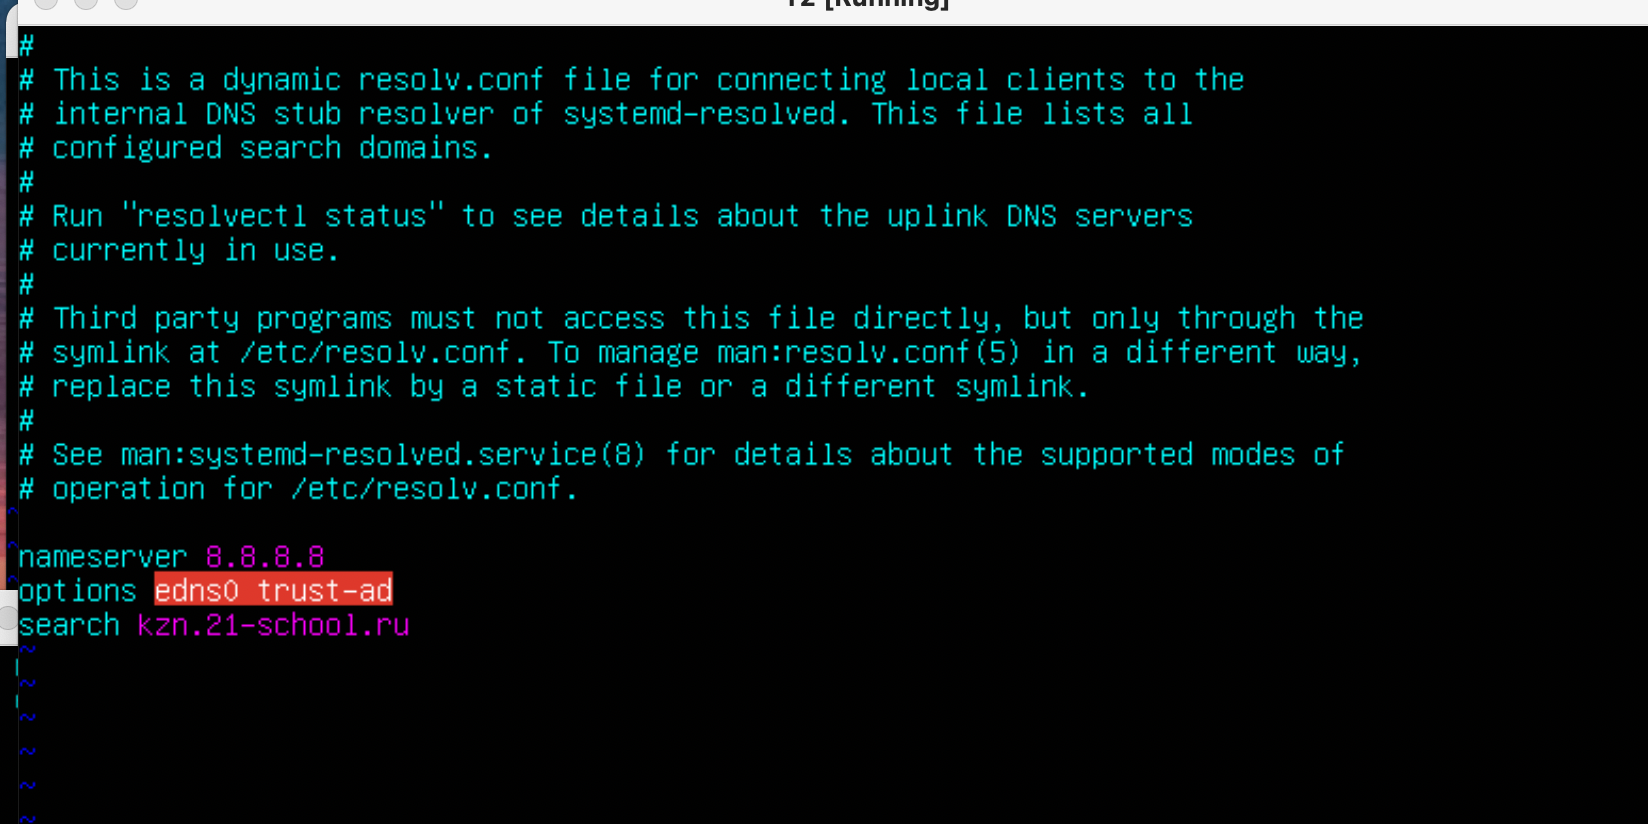 [Running]
#
# This is a dynamic resolv.conf file for connecting local clients to the
# internal DNS stub resolver of systemd-resolved. This file lists all
# configured search domains.
#
# Run "resolvectl status" to see details about the uplink DNS servers
# currently in use.
#
# Third party programs must not access this file directly, but only through the
# symlink at /etc/resolv.conf. To manage man:resolv.conf(5) in a different way,
# replace this symlink by a static file or a different symlink.
#
# See man:systemd-resolved.service(8) for details about the supported modes of
# operation for /etc/resolv.conf.

nameserver 8.8.8.8
options edns0 trust-ad
search kzn.21-school.ru
~
~
~
~
~
~